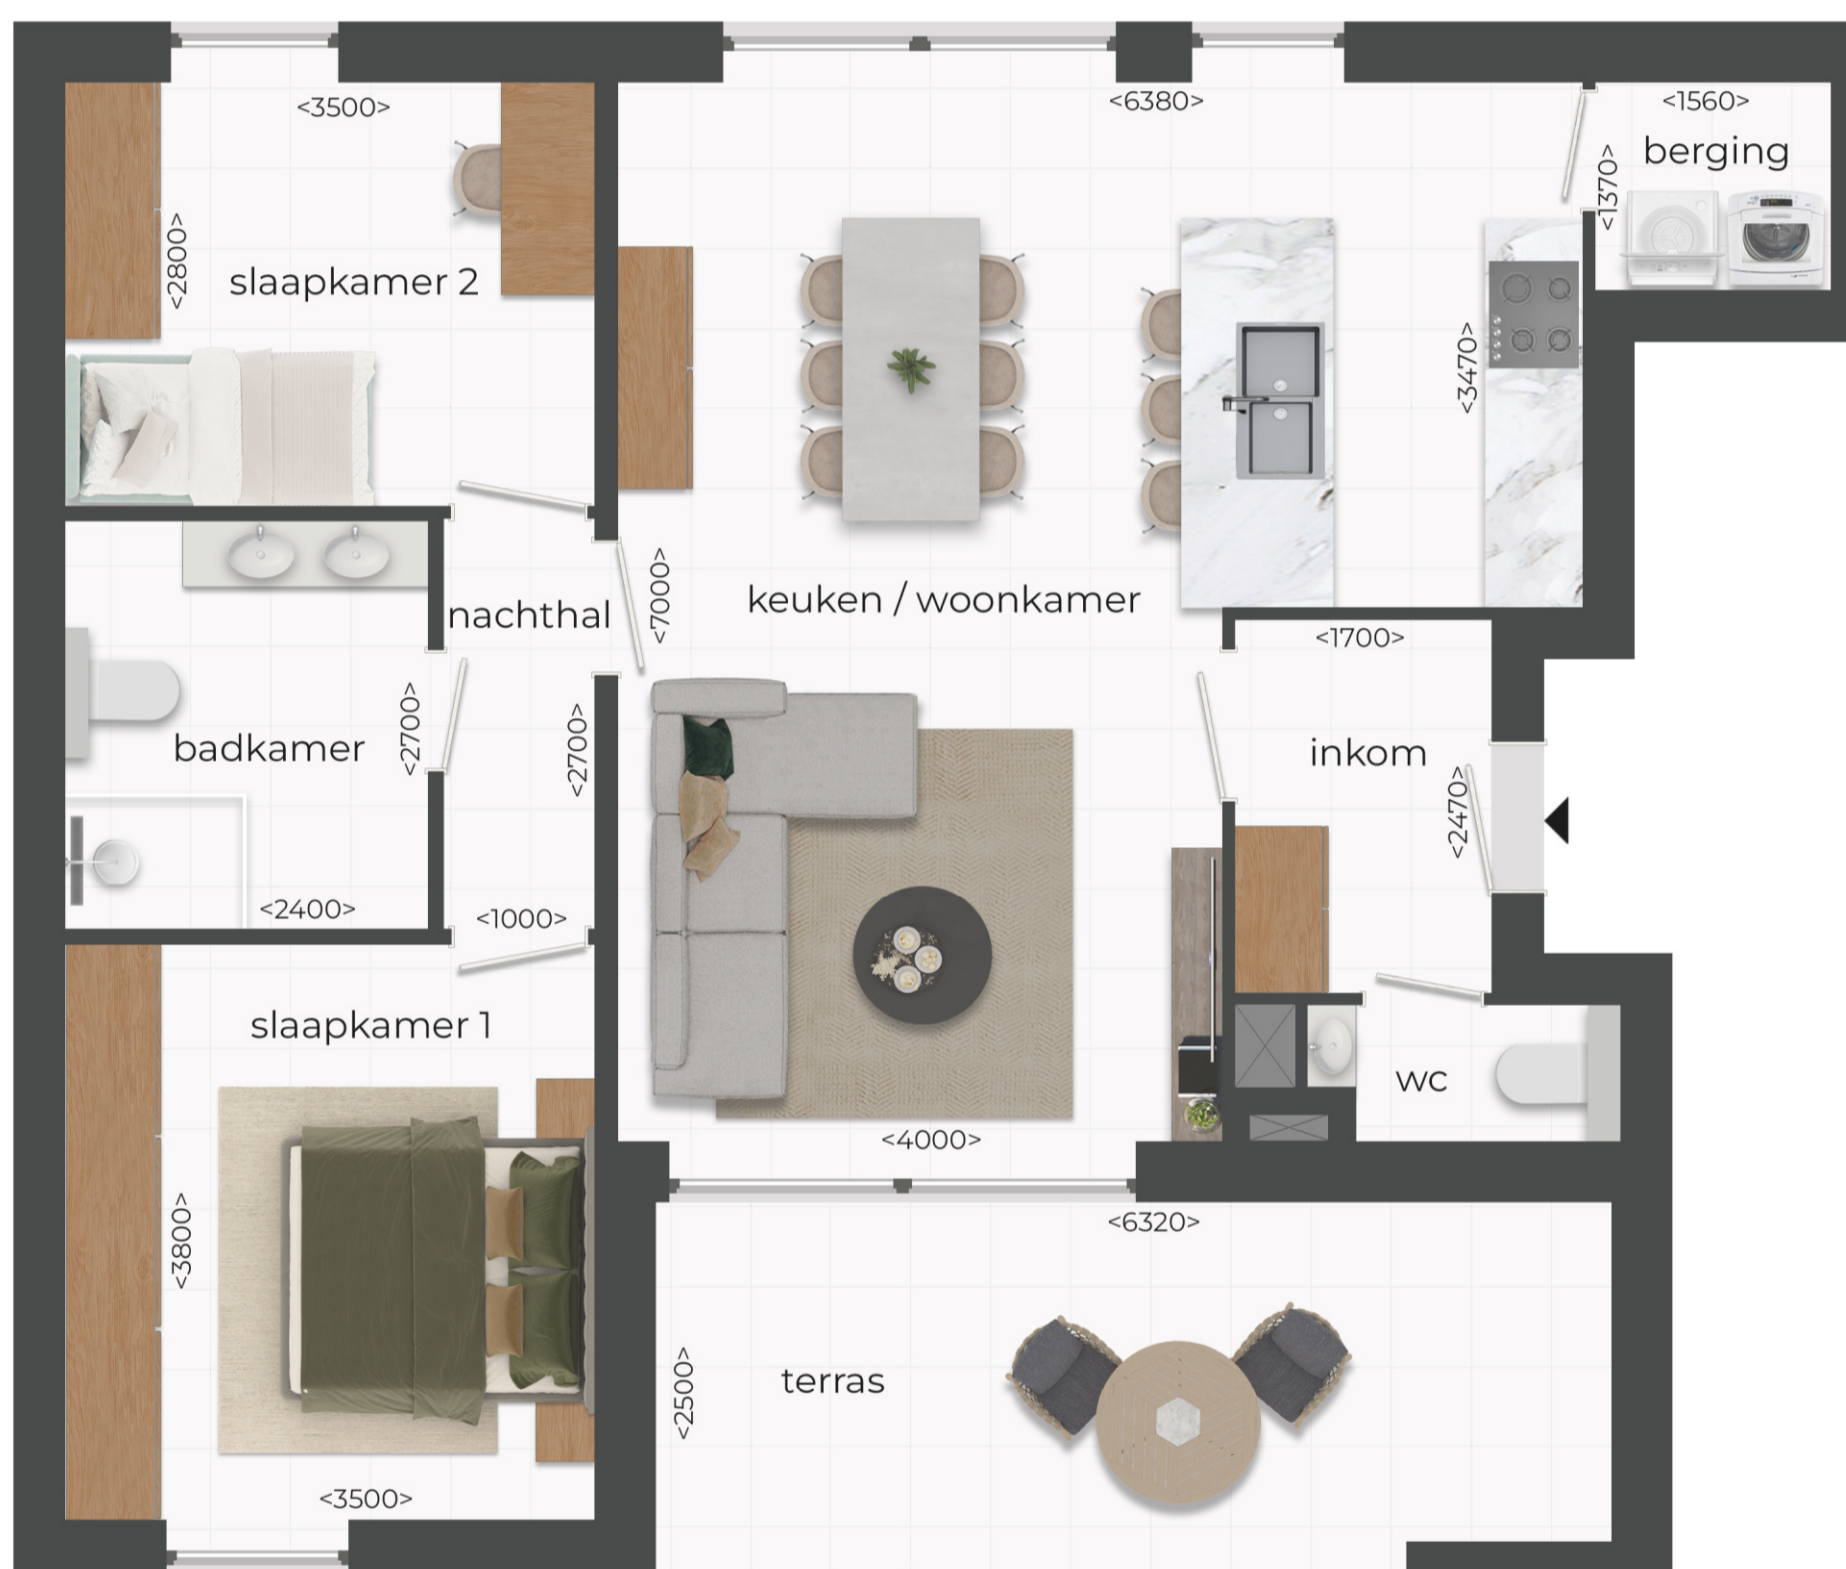 <3500>
<6380>
<1560>
berging
<1370>
<2800>
slaapkamer 2
<3470>
nachthal
<7000>
keuken / woonkamer
<1700>
badkamer
<2700>
<2700>
inkom
<2470>
<2400>
<1000>
slaapkamer 1
wc
<4000>
<6320>
<3800>
terras
<2500>
<3500>